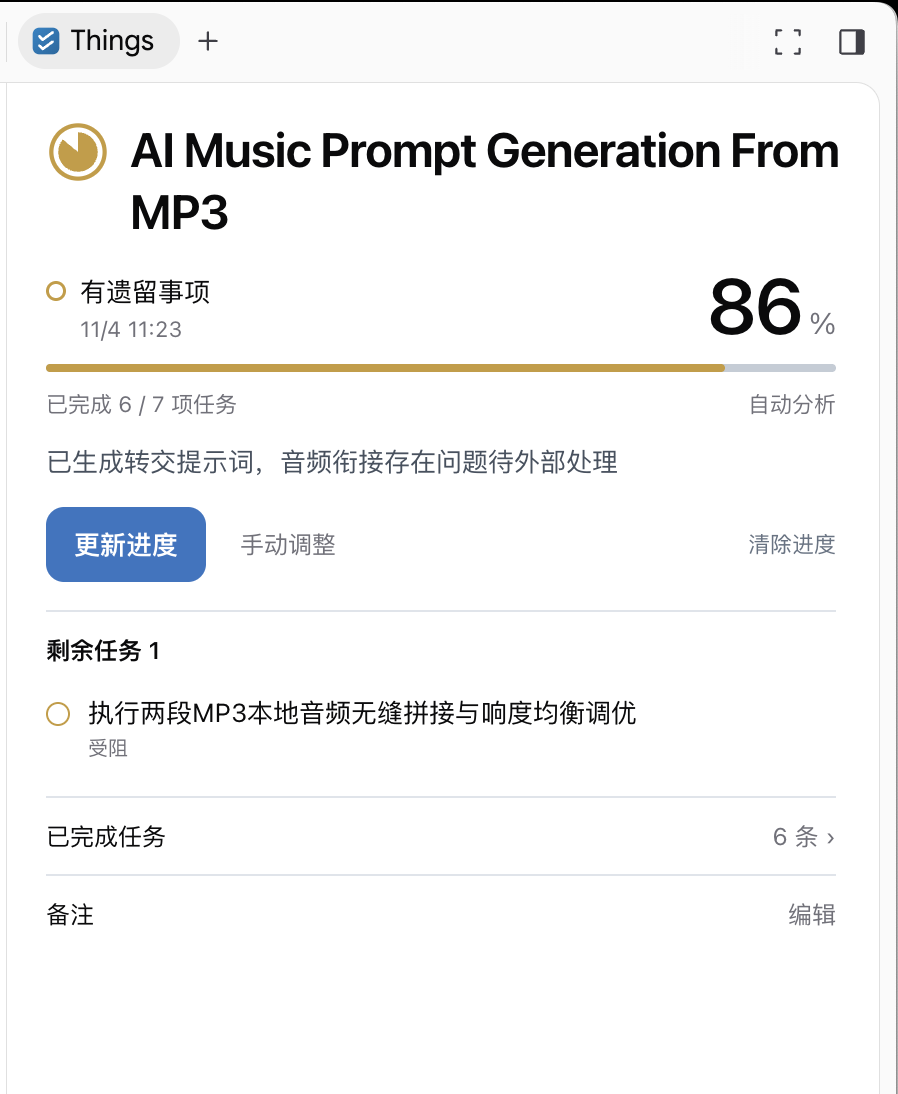 Things
AI Music Prompt Generation From
MP3
有遗留事项
11/4 11:23
86 %
已完成 6 / 7 项任务
自动分析
已生成转交提示词，音频衔接存在问题待外部处理
更新进度
手动调整
清除进度
剩余任务 1
执行两段MP3本地音频无缝拼接与响度均衡调优
受阻
已完成任务
6 条 ›
备注
编辑